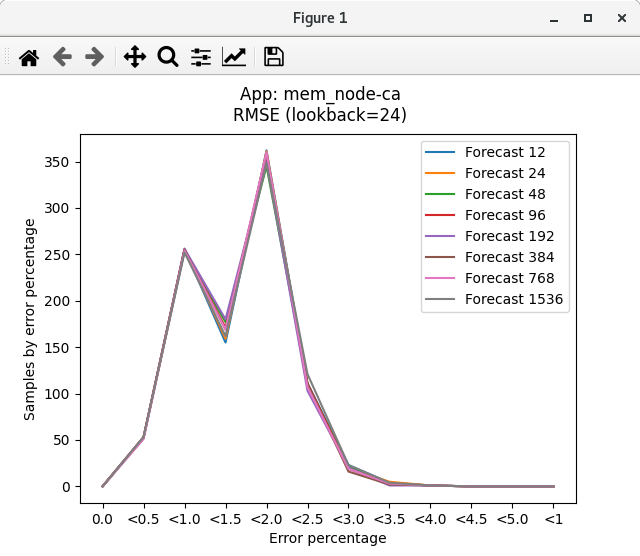 Figure 1
App: mem_node-ca
RMSE (lookback=24)
Samples by error percentage
350
300
250
200
150
100
50
0
Forecast 12
Forecast 24
Forecast 48
Forecast 96
Forecast 192
Forecast 384
Forecast 768
Forecast 1536
0.0 <0.5 <1.0 <1.5 <2.0 <2.5 <3.0 <3.5 <4.0 <4.5 <5.0 <1
Error percentage